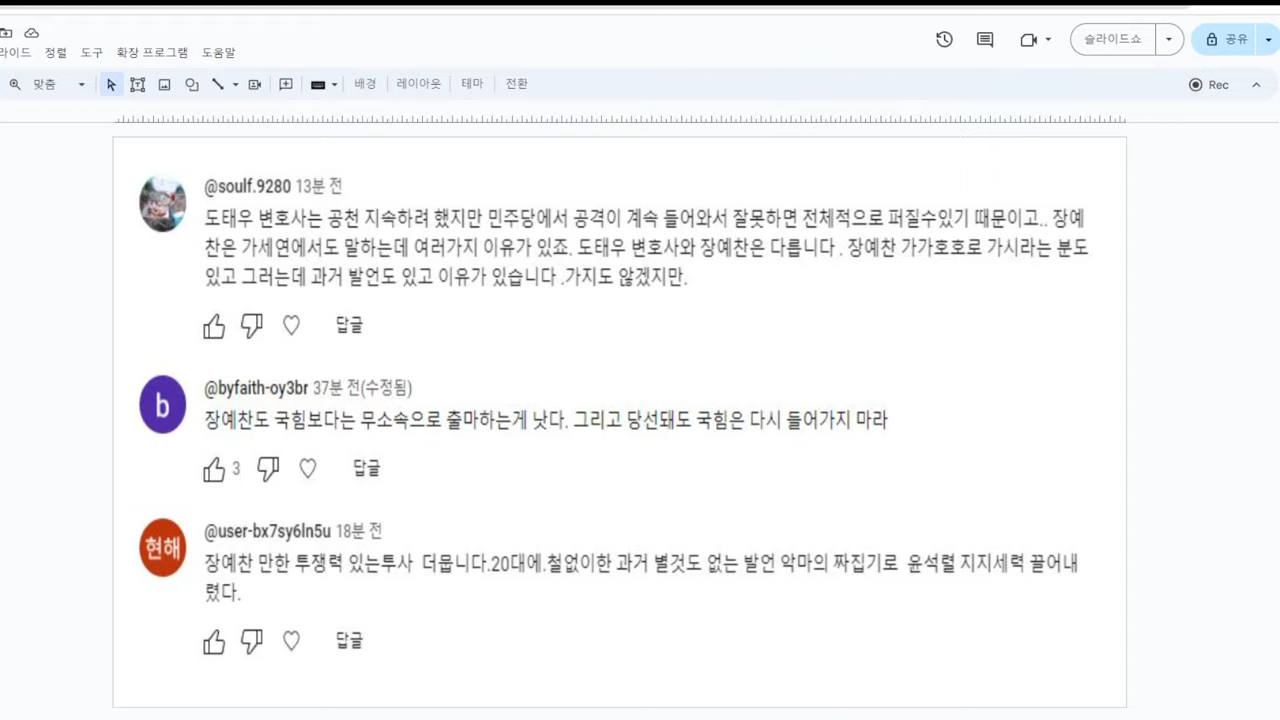 라이드 정렬 도구 확장 프로그램 도움말
슬라이드쇼
공유
맞춤
배경
레이아웃
테마
전환
Rec
@soulf.9280 13분 전
도태우 변호사는 공천 지속하려 했지만 민주당에서 공격이 계속 들어와서 잘못하면 전체적으로 퍼질수있기 때문이고.. 장예
찬은 가세연에서도 말하는데 여러가지 이유가 있죠. 도태우 변호사와 장예찬은 다릅니다 . 장예찬 가가호호로 가시라는 분도
있고 그러는데 과거 발언도 있고 이유가 있습니다 .가지도 않겠지만.
답글
b
@byfaith-oy3br 37분 전(수정됨)
장예찬도 국힘보다는 무소속으로 출마하는게 낫다. 그리고 당선돼도 국힘은 다시 들어가지 마라
3
답글
현해
@user-bx7sy6ln5u 18분 전
장예찬 만한 투쟁력 있는투사 더뭅니다.20대에.철없이한 과거 별것도 없는 발언 악마의 짜집기로 윤석렬 지지세력 끌어내
렸다.
답글